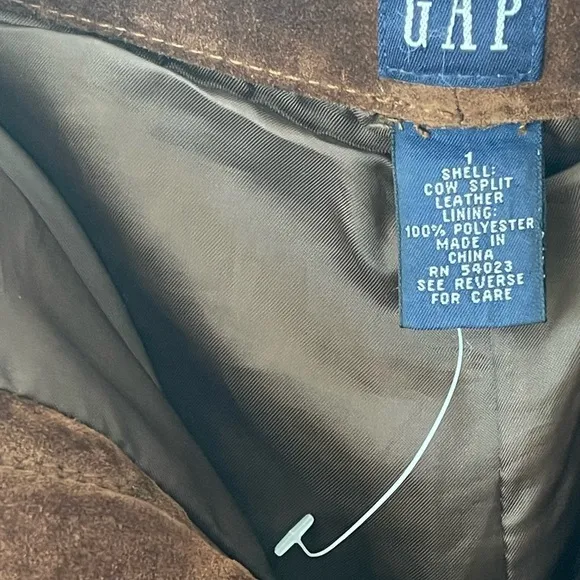 GAP
1
SHELL:
COW SPLIT
LEATHER
LINING:
100% POLYESTER
MADE IN
CHINA
RN 54023
SEE REVERSE
FOR CARE